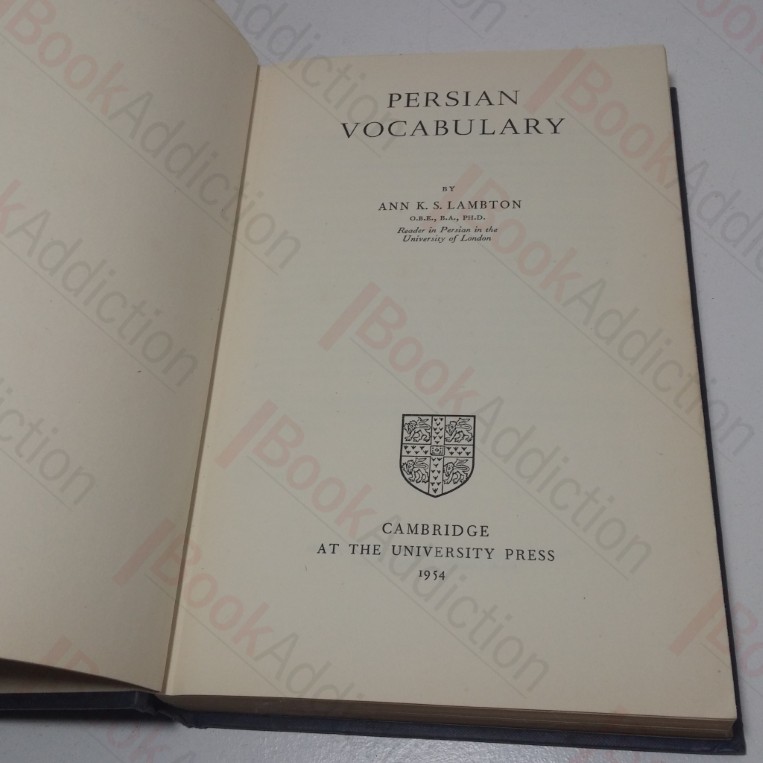 PERSIAN
VOCABULARY
BY
ANN K. S. LAMBTON
O.B.E., B.A., PH.D.
Reader in Persian in the
University of London
CAMBRIDGE
AT THE UNIVERSITY PRESS
1954
BookAddiction